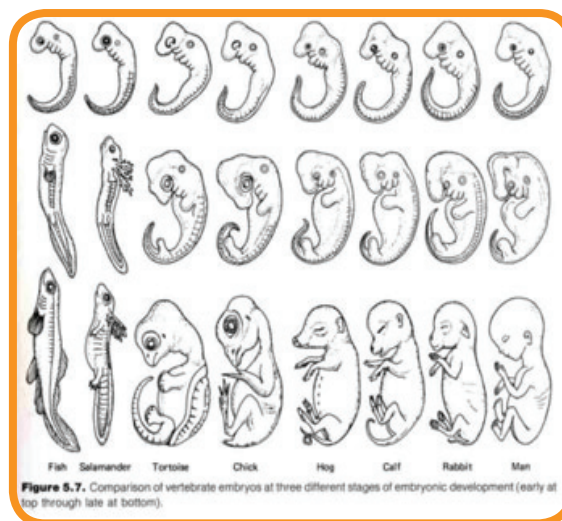 Fish Salamander Tortoise Chick Hog Calf Rabbit Man
Figure 5.7. Comparison of vertebrate embryos at three different stages of embryonic development (early at
top through late at bottom).